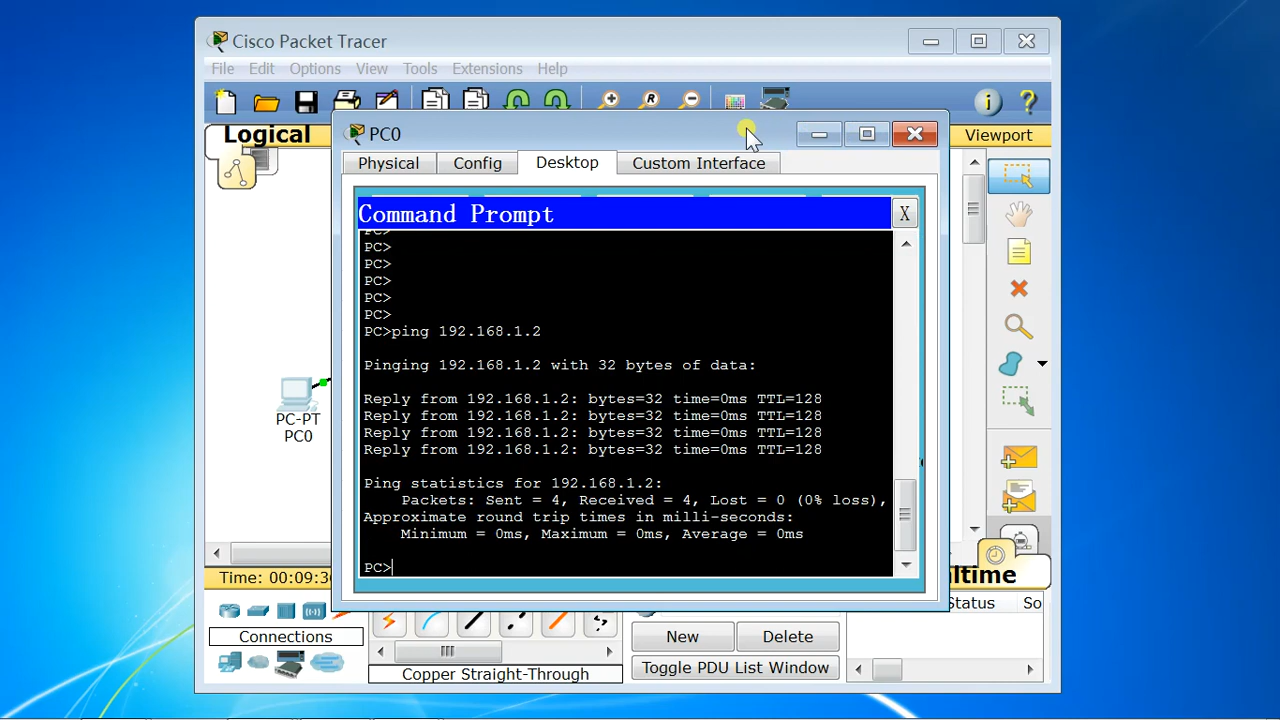 Cisco Packet Tracer
File Edit Options View Tools Extensions Help
R
i ?
Logical
Viewport
PC0
Physical Config Desktop Custom Interface
Command Prompt
X
PC>
PC>
PC>
PC>
PC>
PC>
PC>ping 192.168.1.2
Pinging 192.168.1.2 with 32 bytes of data:
Reply from 192.168.1.2: bytes=32 time=0ms TTL=128
Reply from 192.168.1.2: bytes=32 time=0ms TTL=128
Reply from 192.168.1.2: bytes=32 time=0ms TTL=128
Reply from 192.168.1.2: bytes=32 time=0ms TTL=128
Ping statistics for 192.168.1.2:
Packets: Sent = 4, Received = 4, Lost = 0 (0% loss),
Approximate round trip times in milli-seconds:
Minimum = 0ms, Maximum = 0ms, Average = 0ms
PC>
PC-PT
PC0
Time: 00:09:3
ltime
Status So
Connections
New Delete
Copper Straight-Through
Toggle PDU List Window